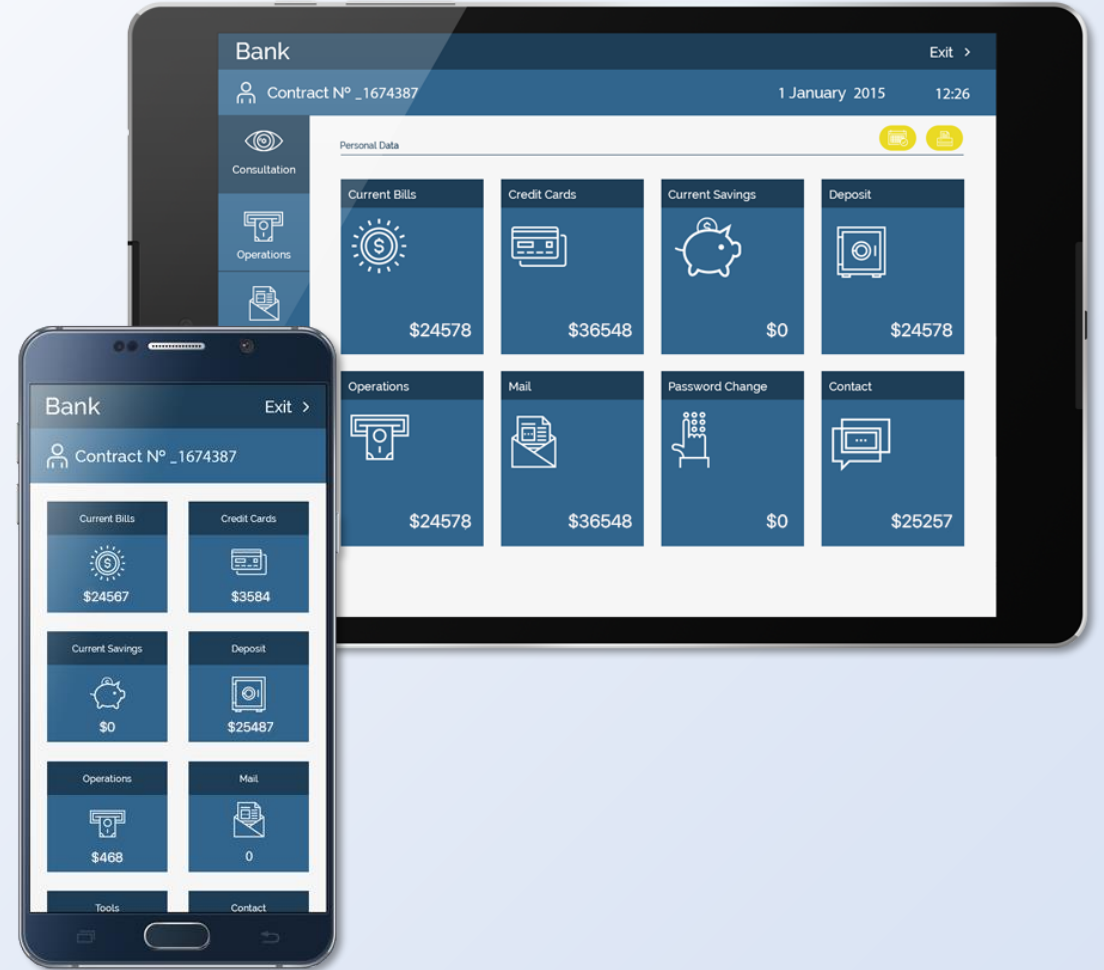 Bank
Exit >
Contract Nº _1674387
1 January 2015
12:26
Consultation
Operations
Personal Data
Current Bills
$24578
Credit Cards
$36548
Current Savings
$0
Deposit
$24578
Operations
$24578
Mail
$36548
Password Change
$0
Contact
$25257
Bank
Exit >
Contract Nº _1674387
Current Bills
$24567
Credit Cards
$3584
Current Savings
$0
Deposit
$25487
Operations
$468
Mail
0
Tools
Contact